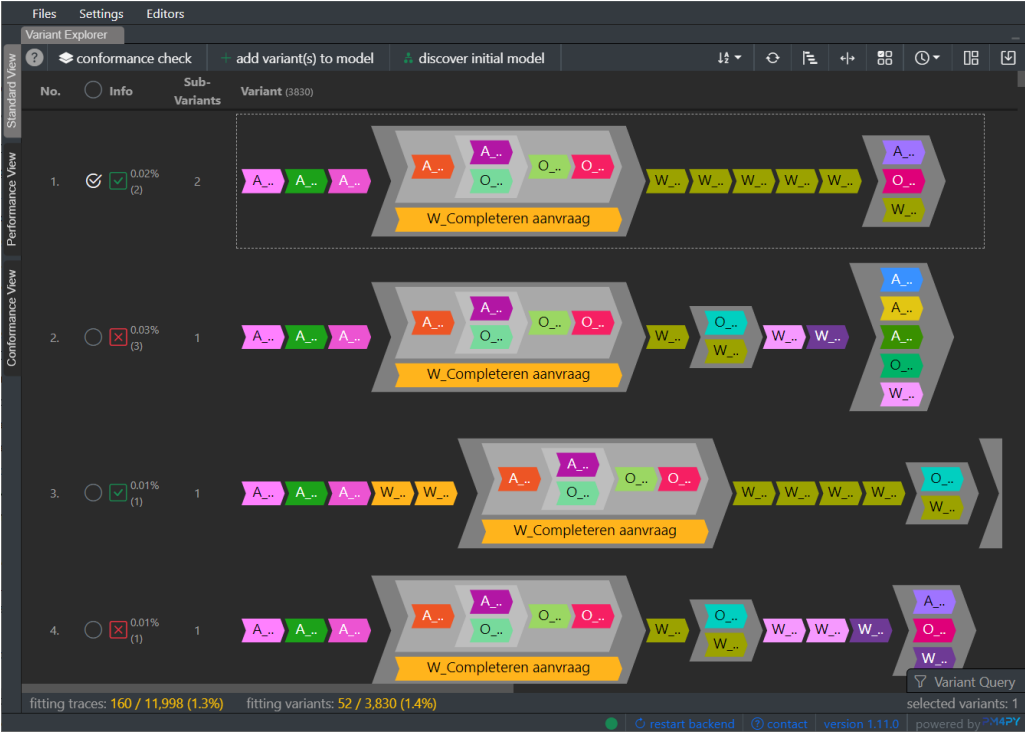 Files Settings Editors
Variant Explorer
? conformance check + add variant(s) to model discover initial model
Standard View
Performance View
Conformance View
No. Info Sub-Variants Variant (3830)
1. 0.02% (2) 2 A_.. A_.. A_.. A_.. A_.. O_.. O_.. O_.. W_.. W_.. W_.. W_.. W_.. A_.. O_.. W_..
W_Completeren aanvraag
2. 0.03% (3) 1 A_.. A_.. A_.. A_.. A_.. O_.. O_.. O_.. W_.. O_.. W_.. W_.. W_.. A_.. A_.. A_.. O_.. W_..
W_Completeren aanvraag
3. 0.01% (1) 1 A_.. A_.. A_.. W_.. W_.. A_.. A_.. O_.. O_.. O_.. W_.. W_.. W_.. W_.. O_.. W_..
W_Completeren aanvraag
4. 0.01% (1) 1 A_.. A_.. A_.. A_.. A_.. O_.. O_.. O_.. W_.. O_.. W_.. W_.. W_.. W_.. A_.. O_.. W_..
W_Completeren aanvraag
Variant Query
fitting traces: 160 / 11,998 (1.3%) fitting variants: 52 / 3,830 (1.4%) selected variants: 1
restart backend contact version 1.11.0 powered by PM4PY